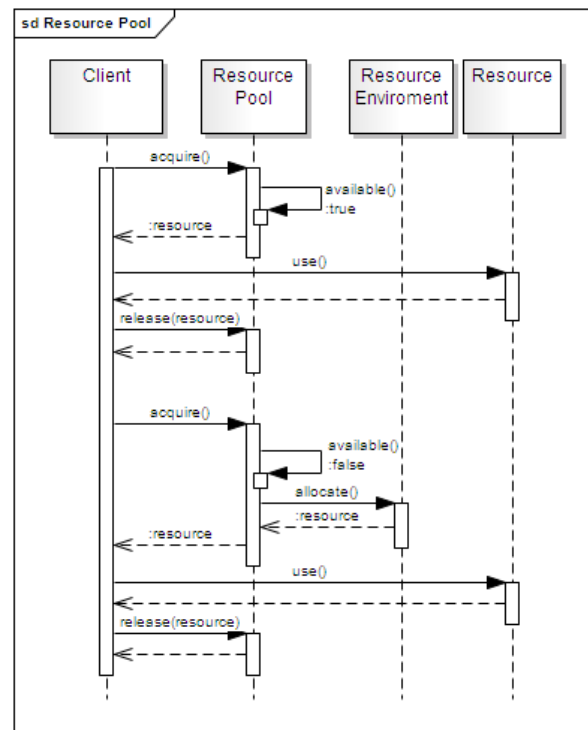 sd Resource Pool
Client
Resource
Pool
Resource
Enviroment
Resource
acquire()
available()
:true
:resource
use()
release(resource)
acquire()
available()
:false
allocate()
:resource
:resource
use()
release(resource)